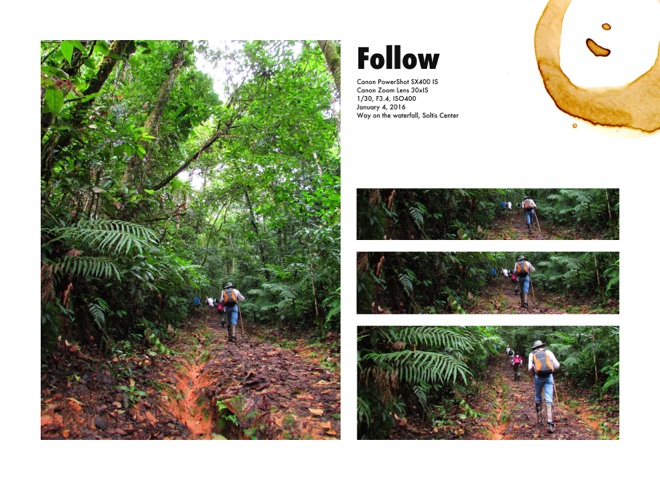 Follow
Canon PowerShot SX400 IS
Canon Zoom Lens 30xIS
1/30, F3.4, ISO400
January 4, 2016
Way on the waterfall, Soltis Center